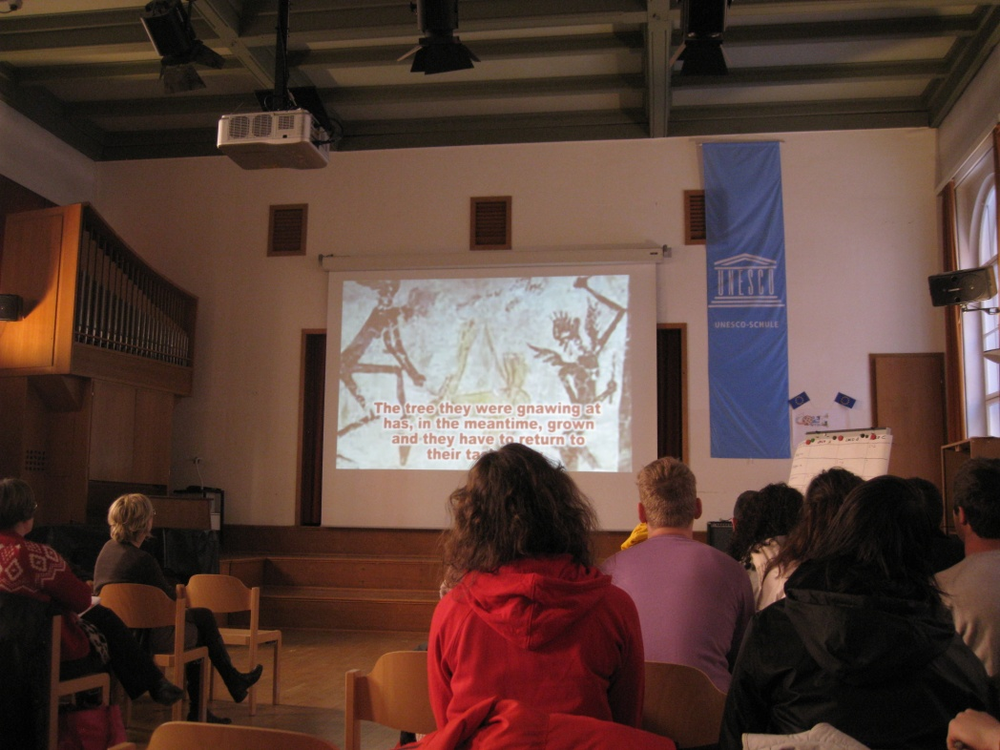 The tree they were gnawing at
has, in the meantime, grown
and they have to return to
their
UNESCO
UNESCO-SCHULE